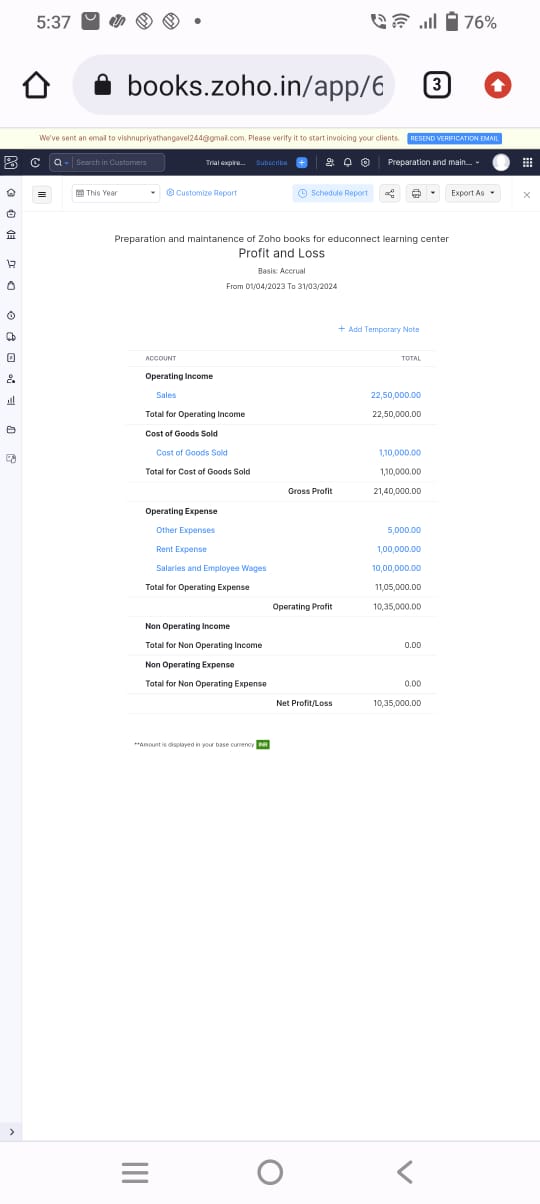 5:37
76%
books.zoho.in/app/6
3
We've sent an email to vishnupriyathangavel244@gmail.com. Please verify it to start invoicing your clients. RESEND VERIFICATION EMAIL
Search in Customers Trial expire... Subscribe Preparation and main...
This Year Customize Report Schedule Report Export As
Preparation and maintanence of Zoho books for educonnect learning center
Profit and Loss
Basis: Accrual
From 01/04/2023 To 31/03/2024
+ Add Temporary Note
ACCOUNT TOTAL
Operating Income
Sales 22,50,000.00
Total for Operating Income 22,50,000.00
Cost of Goods Sold
Cost of Goods Sold 1,10,000.00
Total for Cost of Goods Sold 1,10,000.00
Gross Profit 21,40,000.00
Operating Expense
Other Expenses 5,000.00
Rent Expense 1,00,000.00
Salaries and Employee Wages 10,00,000.00
Total for Operating Expense 11,05,000.00
Operating Profit 10,35,000.00
Non Operating Income
Total for Non Operating Income 0.00
Non Operating Expense
Total for Non Operating Expense 0.00
Net Profit/Loss 10,35,000.00
**Amount is displayed in your base currency INR